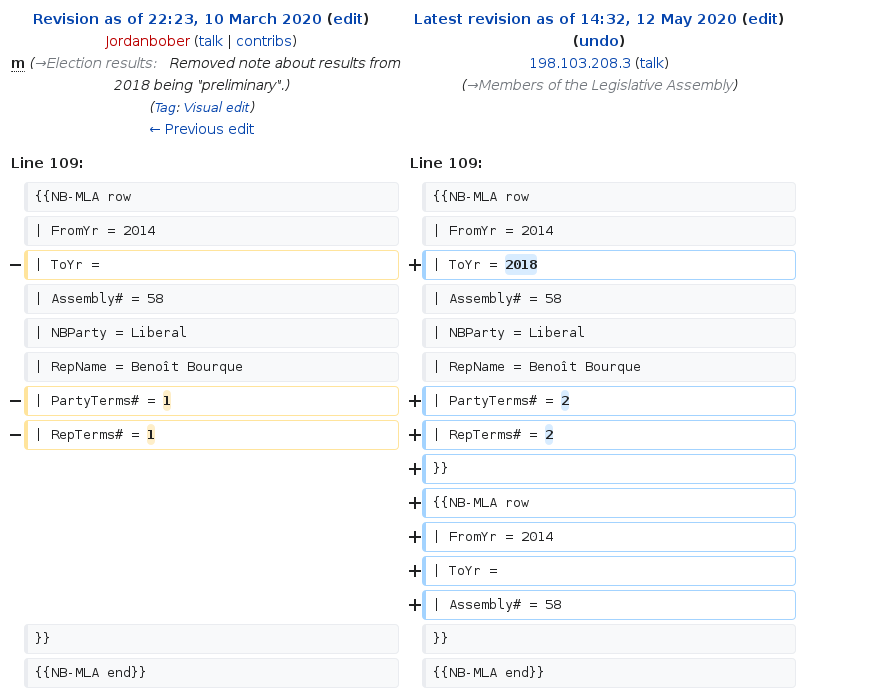 Revision as of 22:23, 10 March 2020 (edit)
Jordanbober (talk | contribs)
m (→Election results: Removed note about results from
2018 being "preliminary".)
(Tag: Visual edit)
← Previous edit
Latest revision as of 14:32, 12 May 2020 (edit)
(undo)
198.103.208.3 (talk)
(→Members of the Legislative Assembly)
Line 109:
Line 109:
{{NB-MLA row
{{NB-MLA row
| FromYr = 2014
| FromYr = 2014
− | ToYr =
+ | ToYr = 2018
| Assembly# = 58
| Assembly# = 58
| NBParty = Liberal
| NBParty = Liberal
| RepName = Benoît Bourque
| RepName = Benoît Bourque
− | PartyTerms# = 1
+ | PartyTerms# = 2
− | RepTerms# = 1
+ | RepTerms# = 2
+ }}
+ {{NB-MLA row
+ | FromYr = 2014
+ | ToYr =
+ | Assembly# = 58
}}
}}
{{NB-MLA end}}
{{NB-MLA end}}